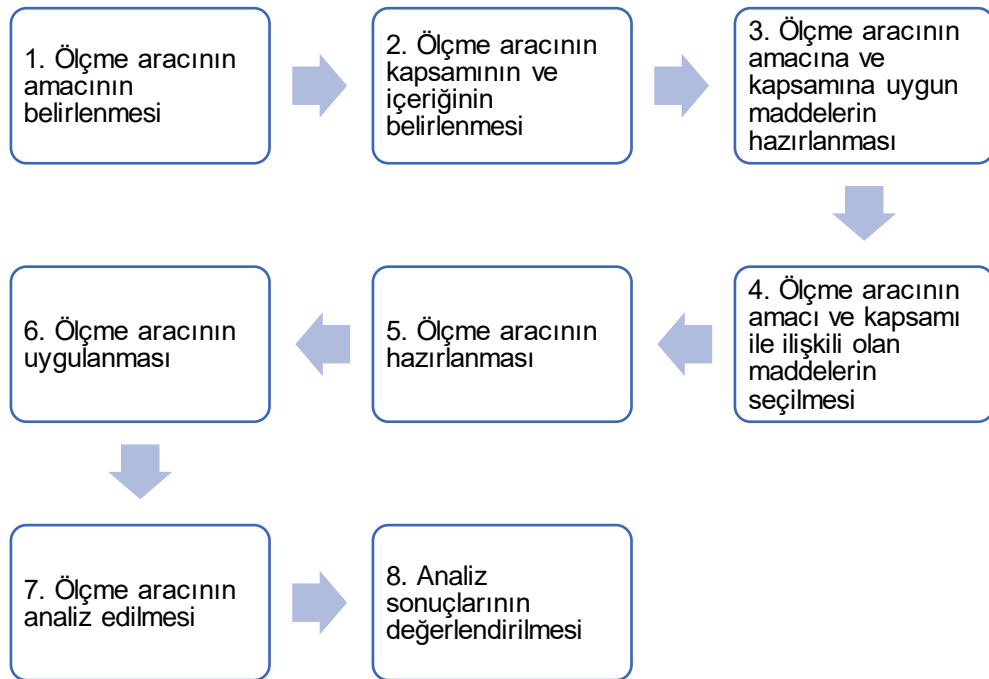 1. Ölçme aracının
amacının
belirlenmesi
2. Ölçme aracının
kapsamının ve
içeriğinin
belirlenmesi
3. Ölçme aracının
amacına ve
kapsamına uygun
maddelerin
hazırlanması
4. Ölçme aracının
amacı ve kapsamı
ile ilişkili olan
maddelerin
seçilmesi
5. Ölçme aracının
hazırlanması
6. Ölçme aracının
uygulanması
7. Ölçme aracının
analiz edilmesi
8. Analiz
sonuçlarının
değerlendirilmesi